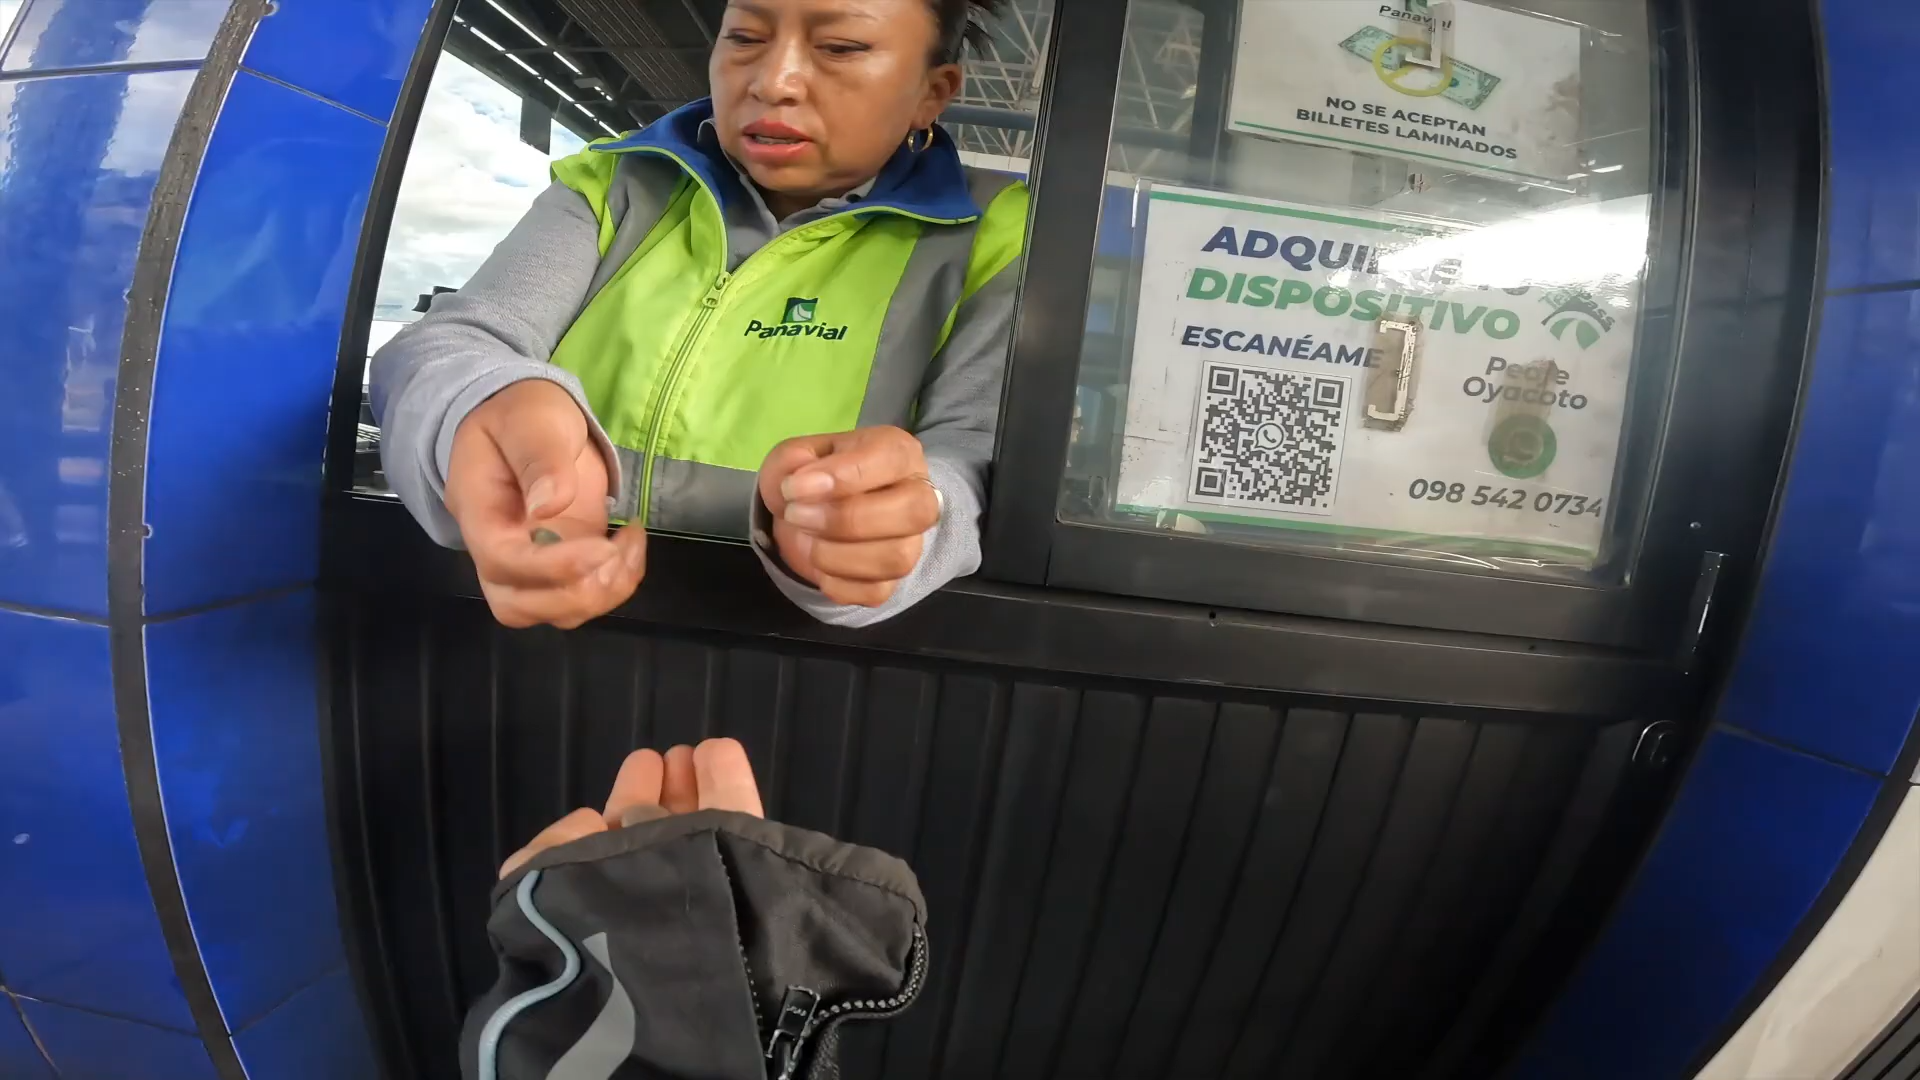 Panavial
NO SE ACEPTAN
BILLETES LAMINADOS
DISPOSITIVO
ESCANÉAME
Peaje
Oyacoto
098 542 0734
Panavial